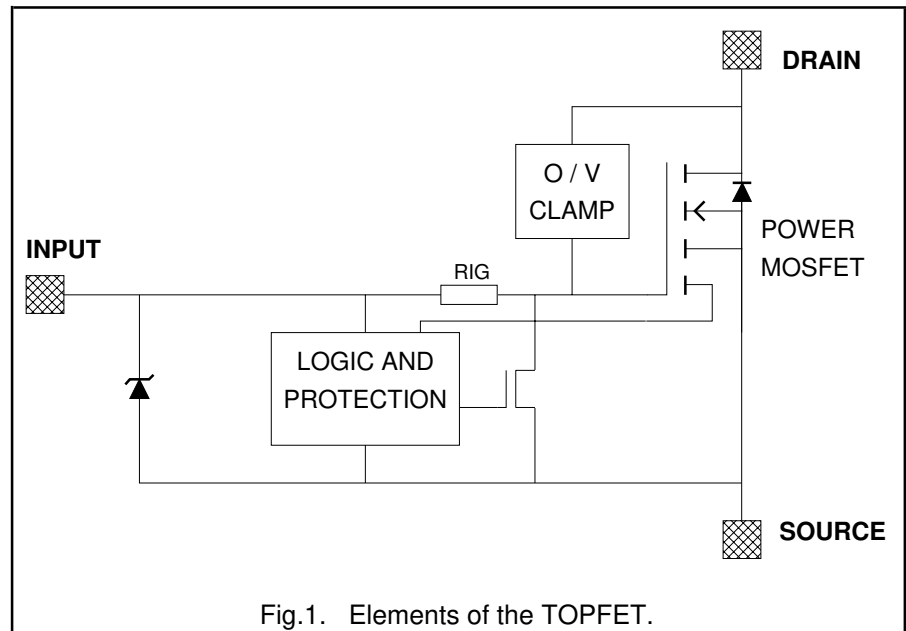 DRAIN
O / V
CLAMP
POWER
MOSFET
INPUT
RIG
LOGIC AND
PROTECTION
SOURCE
Fig.1. Elements of the TOPFET.